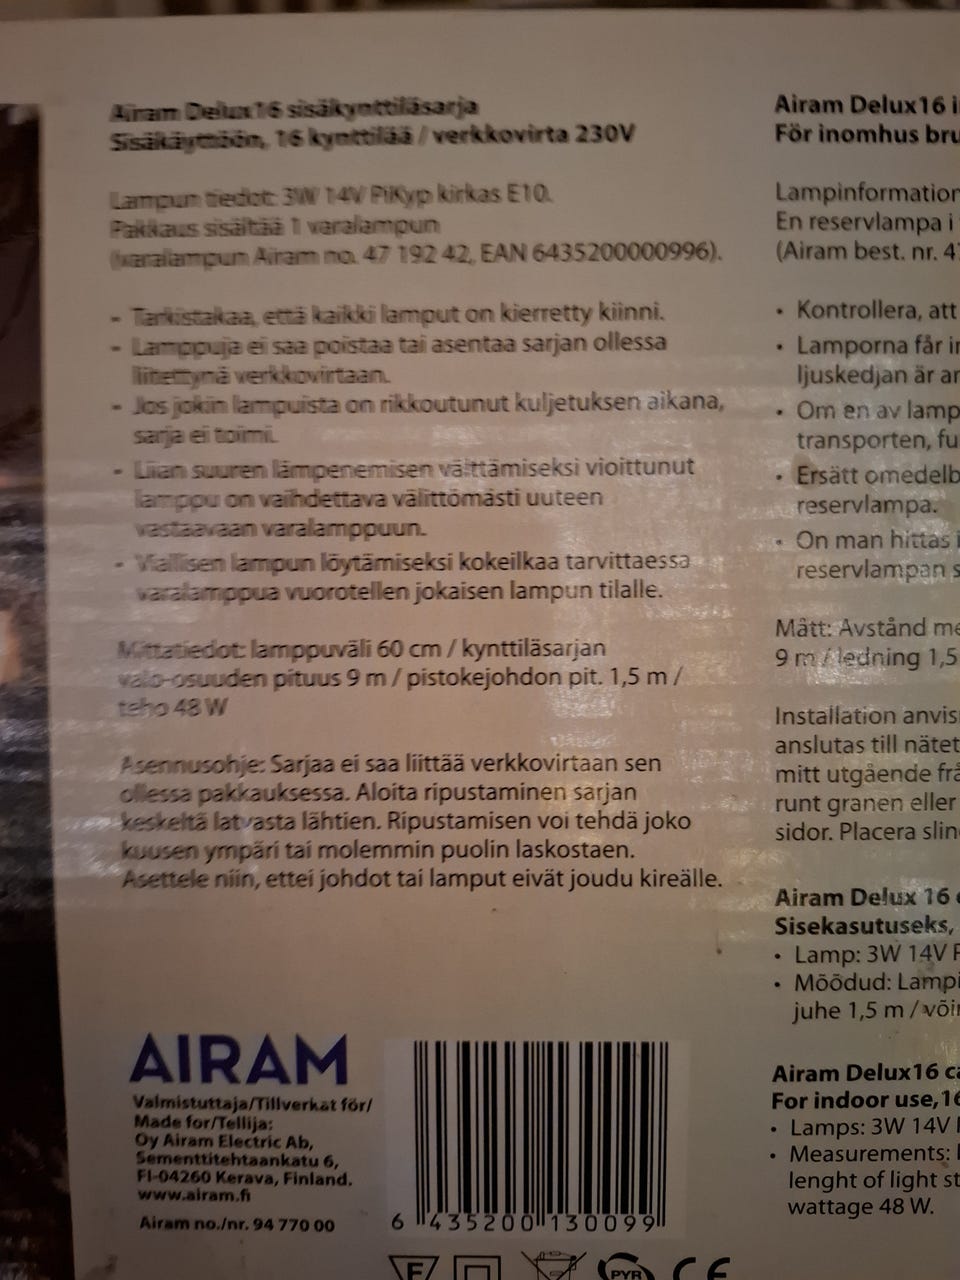 Airam Delux16 sisäkynttiläsarja
Sisäkäyttöön, 16 kynttilää / verkkovirta 230V
Lampun tiedot: 3W 14V PiKyp kirkas E10.
Pakkaus sisältää 1 varalampun
(varalampun Airam no. 47 192 42, EAN 6435200000996).
- Tarkistakaa, että kaikki lamput on kierretty kiinni.
- Lamppuja ei saa poistaa tai asentaa sarjan ollessa
liitettynä verkkovirtaan.
- Jos jokin lampuista on rikkoutunut kuljetuksen aikana,
sarja ei toimi.
- Liian suuren lämpenemisen välttämiseksi vioittunut
lamppu on vaihdettava välittömästi uuteen
vastaavaan varalamppuun.
- Viallisen lampun löytämiseksi kokeilkaa tarvittaessa
varalamppua vuorotellen jokaisen lampun tilalle.
Mittatiedot: lamppuväli 60 cm / kynttiläsarjan
valo-osuuden pituus 9 m / pistokejohdon pit. 1,5 m /
teho 48 W
Asennusohje: Sarjaa ei saa liittää verkkovirtaan sen
ollessa pakkauksessa. Aloita ripustaminen sarjan
keskeltä latvasta lähtien. Ripustamisen voi tehdä joko
kuusen ympäri tai molemmin puolin laskostaen.
Asettele niin, ettei johdot tai lamput eivät joudu kireälle.
AIRAM
Valmistuttaja/Tillverkat för/
Made for/Tellija:
Oy Airam Electric Ab,
Sementtitehtaankatu 6,
FI-04260 Kerava, Finland.
www.airam.fi
Airam no./nr. 94 770 00
6 435200 130099
F
PYR
CE
Airam Delux16 i
För inomhus bru
Lampinformation
En reservlampa i
(Airam best. nr. 4
• Kontrollera, att
• Lamporna får in
ljuskedjan är an
• Om en av lamp
transporten, fu
• Ersätt omedelb
reservlampa.
• On man hittas i
reservlampan s
Mått: Avstånd me
9 m / ledning 1,5
Installation anvis
anslutas till nätet
mitt utgående frå
runt granen eller
sidor. Placera slin
Airam Delux 16
Sisekasutuseks,
• Lamp: 3W 14V
• Mõõdud: Lampi
juhe 1,5 m / või
Airam Delux16 ca
For indoor use, 16
• Lamps: 3W 14V
• Measurements:
lenght of light st
wattage 48 W.